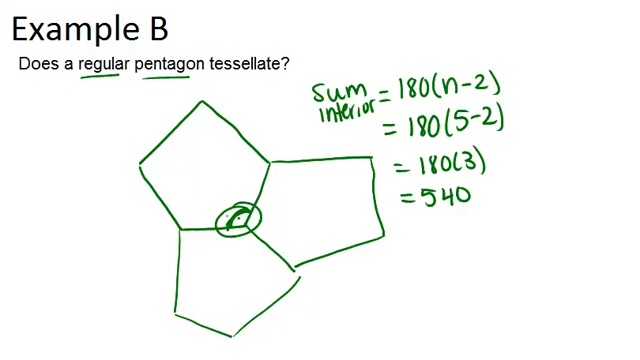 Example B
Does a regular pentagon tessellate?
Sum interior = 180(n-2)
= 180(5-2)
= 180(3)
= 540